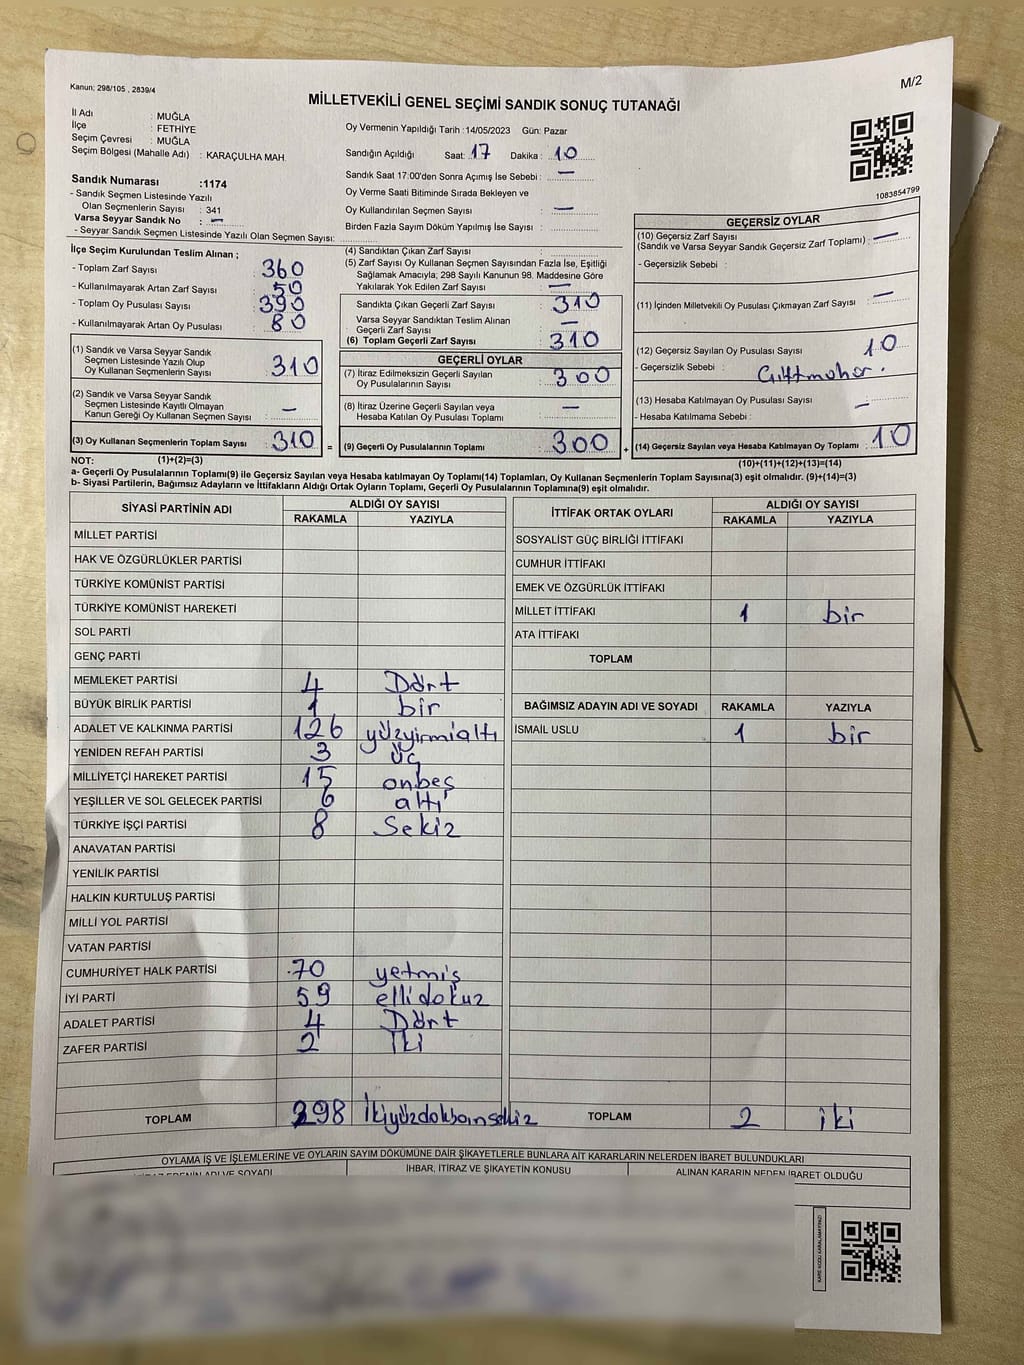 Kanun; 298/105 , 2839/4
M/2
MİLLETVEKİLİ GENEL SEÇİMİ SANDIK SONUÇ TUTANAĞI
İl Adı : MUĞLA
İlçe : FETHİYE
Seçim Çevresi : MUĞLA
Seçim Bölgesi (Mahalle Adı) : KARAÇULHA MAH
Sandık Numarası :1174
- Sandık Seçmen Listesinde Yazılı
Olan Seçmenlerin Sayısı : 341
Varsa Seyyar Sandık No : —
- Seyyar Sandık Seçmen Listesinde Yazılı Olan Seçmen Sayısı:
Oy Vermenin Yapıldığı Tarih :14/05/2023 Gün: Pazar
Sandığın Açıldığı Saat: 17 Dakika : 10
Sandık Saat 17:00'den Sonra Açımış İse Sebebi : —
Oy Verme Saati Bitiminde Sırada Bekleyen ve
Oy Kullandırılan Seçmen Sayısı : —
Birden Fazla Sayım Döküm Yapılmış İse Sayısı :
1083854799
İlçe Seçim Kurulundan Teslim Alınan ;
- Toplam Zarf Sayısı : 360
- Kullanılmayarak Artan Zarf Sayısı : 50
- Toplam Oy Pusulası Sayısı : 390
- Kullanılmayarak Artan Oy Pusulası : 80
(1) Sandık ve Varsa Seyyar Sandık
Seçmen Listesinde Yazılı Olup
Oy Kullanan Seçmenlerin Sayısı : 310
(2) Sandık ve Varsa Seyyar Sandık
Seçmen Listesinde Kayıtlı Olmayan
Kanun Gereği Oy Kullanan Seçmen Sayısı : —
(3) Oy Kullanan Seçmenlerin Toplam Sayısı : 310 =
(4) Sandıktan Çıkan Zarf Sayısı :
(5) Zarf Sayısı Oy Kullanan Seçmen Sayısından Fazla İse, Eşitliği
Sağlamak Amacıyla; 298 Sayılı Kanunun 98. Maddesine Göre
Yakılarak Yok Edilen Zarf Sayısı : —
Sandıkta Çıkan Geçerli Zarf Sayısı : 310
Varsa Seyyar Sandıktan Teslim Alınan
Geçerli Zarf Sayısı : —
(6) Toplam Geçerli Zarf Sayısı : 310
GEÇERLİ OYLAR
(7) İtiraz Edilmeksizin Geçerli Sayılan
Oy Pusulalarının Sayısı : 300
(8) İtiraz Üzerine Geçerli Sayılan veya
Hesaba Katılan Oy Pusulası Toplamı : —
(9) Geçerli Oy Pusulalarının Toplamı : 300 +
GEÇERSİZ OYLAR
(10) Geçersiz Zarf Sayısı
(Sandık ve Varsa Seyyar Sandık Geçersiz Zarf Toplamı) : —
- Geçersizlik Sebebi :
(11) İçinden Milletvekili Oy Pusulası Çıkmayan Zarf Sayısı : —
(12) Geçersiz Sayılan Oy Pusulası Sayısı : 10
- Geçersizlik Sebebi : Çiftmühür.
(13) Hesaba Katılmayan Oy Pusulası Sayısı :
- Hesaba Katılmama Sebebi : —
(14) Geçersiz Sayılan veya Hesaba Katılmayan Oy Toplamı : 10
NOT: (1)+(2)=(3) (10)+(11)+(12)+(13)=(14)
a- Geçerli Oy Pusulalarının Toplamı(9) ile Geçersiz Sayılan veya Hesaba katılmayan Oy Toplamı(14) Toplamları, Oy Kullanan Seçmenlerin Toplam Sayısına(3) eşit olmalıdır. (9)+(14)=(3)
b- Siyasi Partilerin, Bağımsız Adayların ve İttifakların Aldığı Ortak Oyların Toplamı, Geçerli Oy Pusulalarının Toplamına(9) eşit olmalıdır.
SİYASİ PARTİNİN ADI ALDIĞI OY SAYISI
RAKAMLA YAZIYLA
MİLLET PARTİSİ
HAK VE ÖZGÜRLÜKLER PARTİSİ
TÜRKİYE KOMÜNİST PARTİSİ
TÜRKİYE KOMÜNİST HAREKETİ
SOL PARTİ
GENÇ PARTİ
MEMLEKET PARTİSİ 4 Dört
BÜYÜK BİRLİK PARTİSİ 1 bir
ADALET VE KALKINMA PARTİSİ 126 yüzyirmialtı
YENİDEN REFAH PARTİSİ 3 üç
MİLLİYETÇİ HAREKET PARTİSİ 15 onbeş
YEŞİLLER VE SOL GELECEK PARTİSİ 6 altı
TÜRKİYE İŞÇİ PARTİSİ 8 Sekiz
ANAVATAN PARTİSİ
YENİLİK PARTİSİ
HALKIN KURTULUŞ PARTİSİ
MİLLİ YOL PARTİSİ
VATAN PARTİSİ
CUMHURİYET HALK PARTİSİ 70 yetmiş
İYİ PARTİ 59 ellidokuz
ADALET PARTİSİ 4 Dört
ZAFER PARTİSİ 2 İki
TOPLAM 298 İkiyüzdoksansekiz
İTTİFAK ORTAK OYLARI ALDIĞI OY SAYISI
RAKAMLA YAZIYLA
SOSYALİST GÜÇ BİRLİĞİ İTTİFAKI
CUMHUR İTTİFAKI
EMEK VE ÖZGÜRLÜK İTTİFAKI
MİLLET İTTİFAKI 1 bir
ATA İTTİFAKI
TOPLAM
BAĞIMSIZ ADAYIN ADI VE SOYADI RAKAMLA YAZIYLA
İSMAİL USLU 1 bir
TOPLAM 2 iki
OYLAMA İŞ VE İŞLEMLERİNE VE OYLARIN SAYIM DÖKÜMÜNE DAİR ŞİKAYETLERLE BUNLARA AİT KARARLARIN NELERDEN İBARET BULUNDUKLARI
ADI VE SOYADI İHBAR, İTİRAZ VE ŞİKAYETİN KONUSU ALINAN KARARIN NEDEN İBARET OLDUĞU